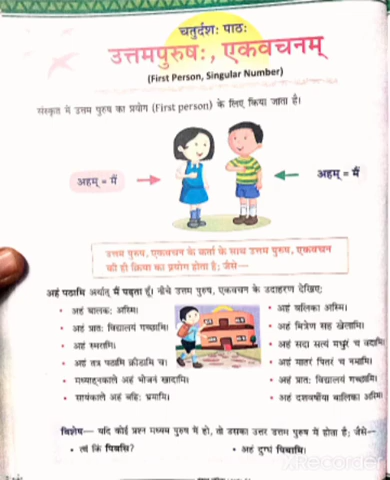 चतुर्दशः पाठः
उत्तमपुरुषः, एकवचनम्
(First Person, Singular Number)
संस्कृत में उत्तम पुरुष का प्रयोग (First person) के लिए किया जाता है।
अहम् = मैं
अहम् = मैं
उत्तम पुरुष, एकवचन के कर्ता के साथ उत्तम पुरुष, एकवचन
की ही क्रिया का प्रयोग होता है; जैसे—
अहं पठामि अर्थात् मैं पढ़ता हूँ। नीचे उत्तम पुरुष, एकवचन के उदाहरण देखिए:
• अहं बालकः अस्मि।
• अहं प्रातः विद्यालयं गच्छामि।
• अहं स्मरामि।
• अहं तत्र पठामि क्रीडामि च।
• मध्याह्नकाले अहं भोजनं खादामि।
• सायंकाले अहं बहिः भ्रमामि।
• अहं बालिका अस्मि।
• अहं मित्रेण सह खेलामि।
• अहं सदा सत्यं मधुरं च वदामि
• अहं मातरं पितरं च नमामि।
• अहं प्रातः विद्यालयं गच्छामि।
• अहं दशवर्षीया बालिका अस्मि
विशेष— यदि कोई प्रश्न मध्यम पुरुष में हो, तो उसका उत्तर उत्तम पुरुष में होता है; जैसे—
• त्वं किं पिबसि?
• अहं दुग्धं पिबामि।
XRecorder